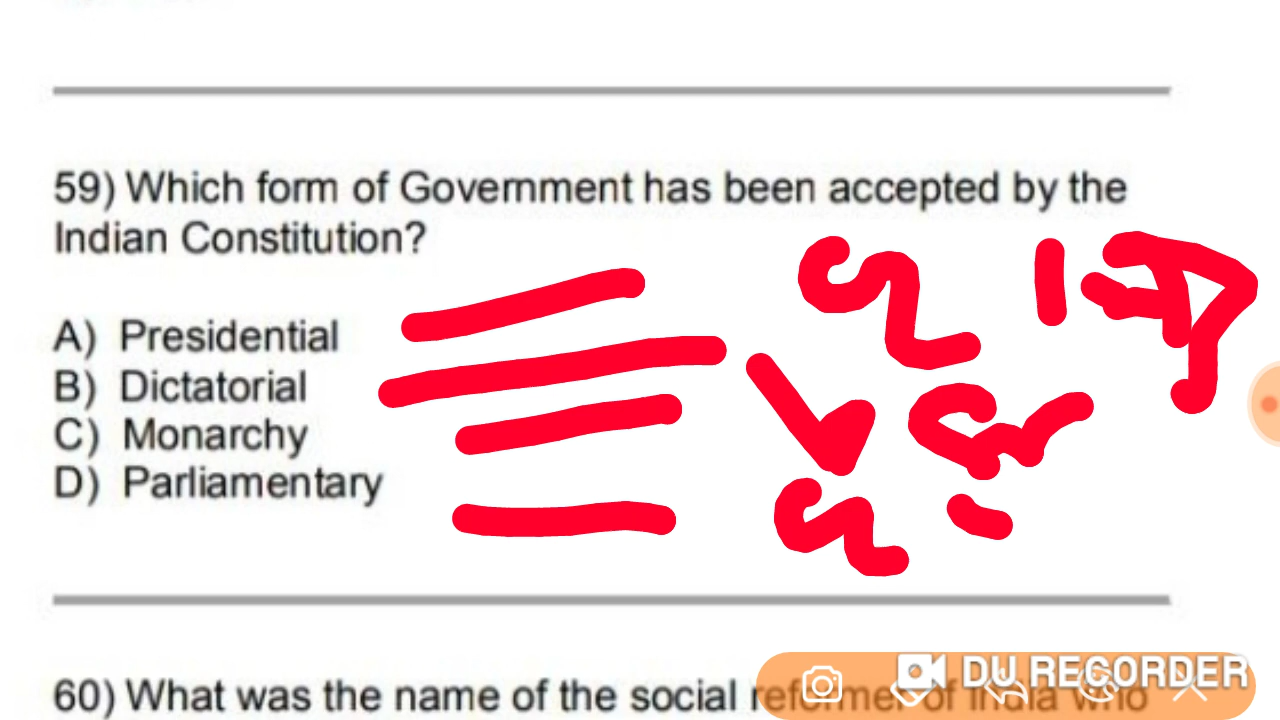 59) Which form of Government has been accepted by the
Indian Constitution?
A) Presidential
B) Dictatorial
C) Monarchy
D) Parliamentary
60) What was the name of the social reformer of India who
DU RECORDER